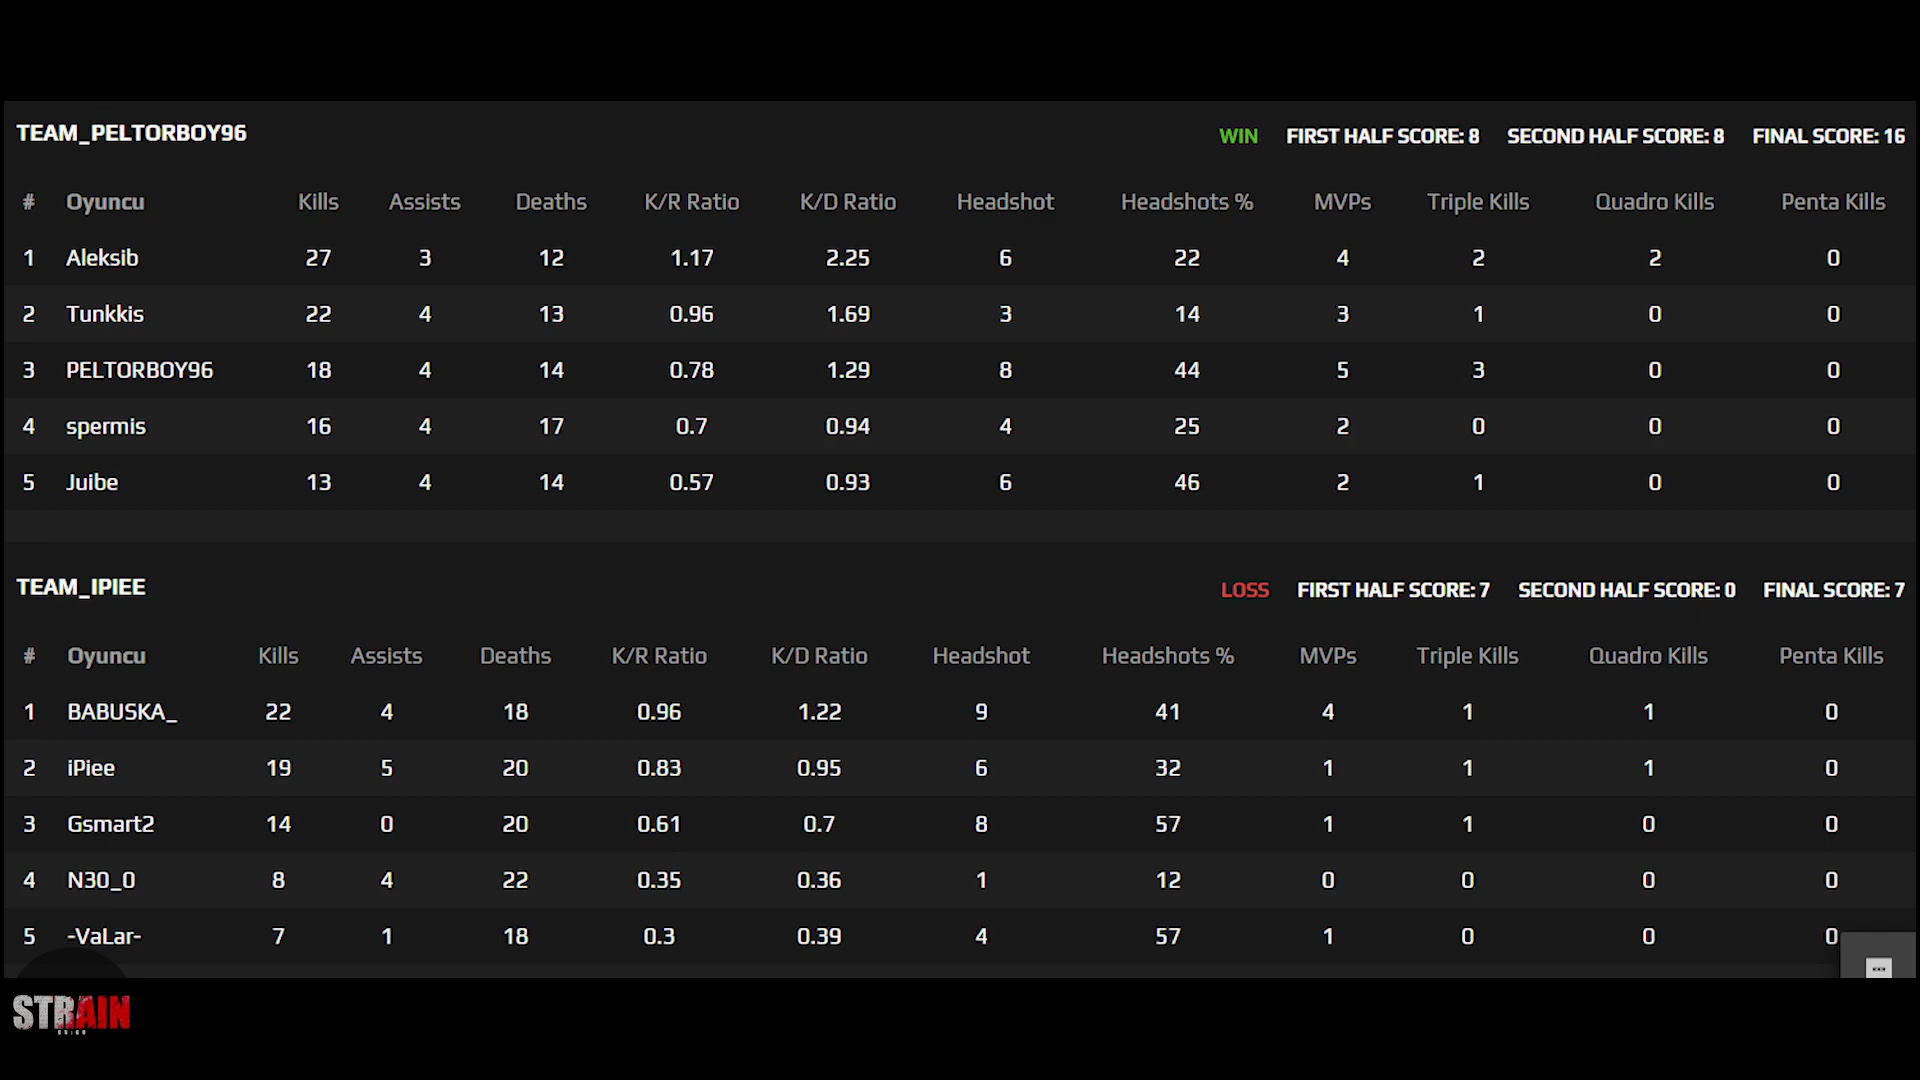 TEAM_PELTORBOY96
WIN FIRST HALF SCORE: 8 SECOND HALF SCORE: 8 FINAL SCORE: 16
# Oyuncu Kills Assists Deaths K/R Ratio K/D Ratio Headshot Headshots % MVPs Triple Kills Quadro Kills Penta Kills
1 Aleksib 27 3 12 1.17 2.25 6 22 4 2 2 0
2 Tunkkis 22 4 13 0.96 1.69 3 14 3 1 0 0
3 PELTORBOY96 18 4 14 0.78 1.29 8 44 5 3 0 0
4 spermis 16 4 17 0.7 0.94 4 25 2 0 0 0
5 Juibe 13 4 14 0.57 0.93 6 46 2 1 0 0
TEAM_IPIEE
LOSS FIRST HALF SCORE: 7 SECOND HALF SCORE: 0 FINAL SCORE: 7
# Oyuncu Kills Assists Deaths K/R Ratio K/D Ratio Headshot Headshots % MVPs Triple Kills Quadro Kills Penta Kills
1 BABUSKA_ 22 4 18 0.96 1.22 9 41 4 1 1 0
2 iPiee 19 5 20 0.83 0.95 6 32 1 1 1 0
3 Gsmart2 14 0 20 0.61 0.7 8 57 1 1 0 0
4 N30_0 8 4 22 0.35 0.36 1 12 0 0 0 0
5 -VaLar- 7 1 18 0.3 0.39 4 57 1 0 0 0
STRAIN